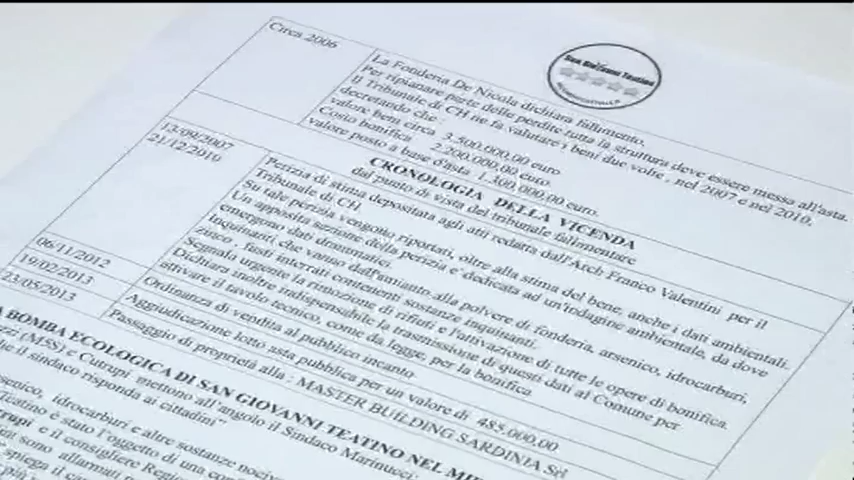 Circa 2006
San Giovanni Teatino
La Fonderia De Nicola dichiara fallimento.
Per ripianare parte delle perdite tutta la struttura deve essere messa all'asta.
Il Tribunale di CH ne fa valutare i beni due volte , nel 2007 e nel 2010,
decretando che :
valore beni circa 3.500.000,00 euro
Costo bonifica 2.200.000,00 euro.
valore posto a base d'asta 1.300.000,00 euro.
CRONOLOGIA DELLA VICENDA
dal punto di vista del tribunale fallimentare
13/09/2007
21/12/2010
Perizia di stima depositata agli atti redatta dall'Arch Franco Valentini per il
Tribunale di CH.
Su tale perizia vengono riportati, oltre alla stima del bene, anche i dati ambientali.
Un apposita sezione della perizia e' dedicata ad un'indagine ambientale, da dove
emergono dati drammatici
Inquinanti che vanno dall'amianto alla polvere di fonderia, arsenico, idrocarburi,
zinco , fusti interrati contenenti sostanze inquinanti.
Segnala urgente la rimozione di rifiuti e l'attivazione di tutte le opere di bonifica.
Dichiara inoltre indispensabile la trasmissione di questi dati al Comune per
attivare il tavolo tecnico, come da legge, per la bonifica
06/11/2012 Ordinanza di vendita al pubblico incanto
19/02/2013 Aggiudicazione lotto asta pubblica per un valore di 485.000,00
23/05/2013 Passaggio di proprietà alla : MASTER BUILDING SARDINIA Srl
BOMBA ECOLOGICA DI SAN GIOVANNI TEATINO NEL
(M5S) e Cutrupi mettono all'angolo il Sindaco Marinucci:
il sindaco risponda ai cittadini"
idrocarburi e altre sostanze
Teatino è stato l'oggetto di una
e il consigliere
sono allarmati